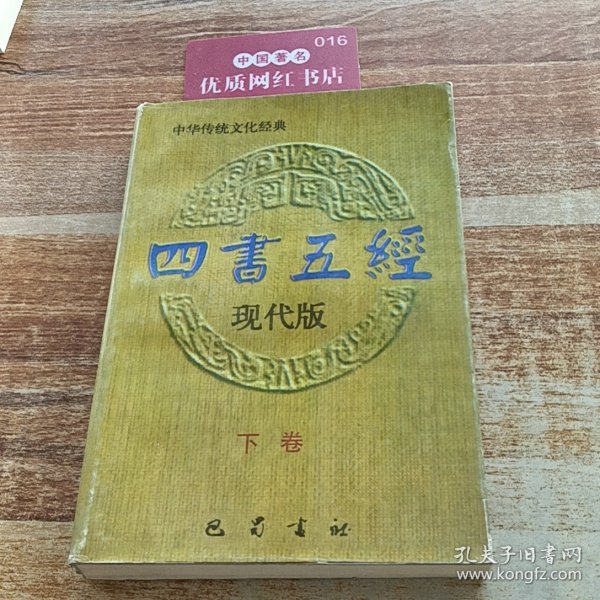 016
中国著名
优质网红书店
中华传统文化经典
四書五經
现代版
下卷
巴蜀書社
孔夫子旧书网
www.kongfz.com